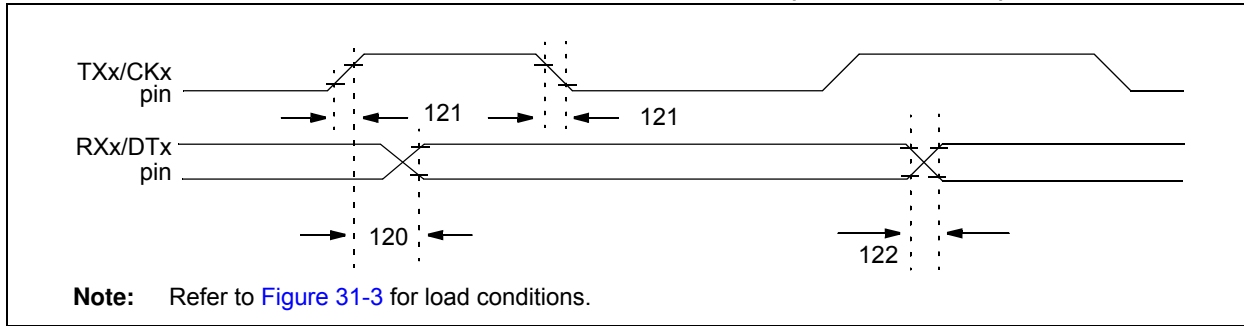 TXx/CKx
pin
121
121
RXx/DTx
pin
120
122
Note: Refer to Figure 31-3 for load conditions.